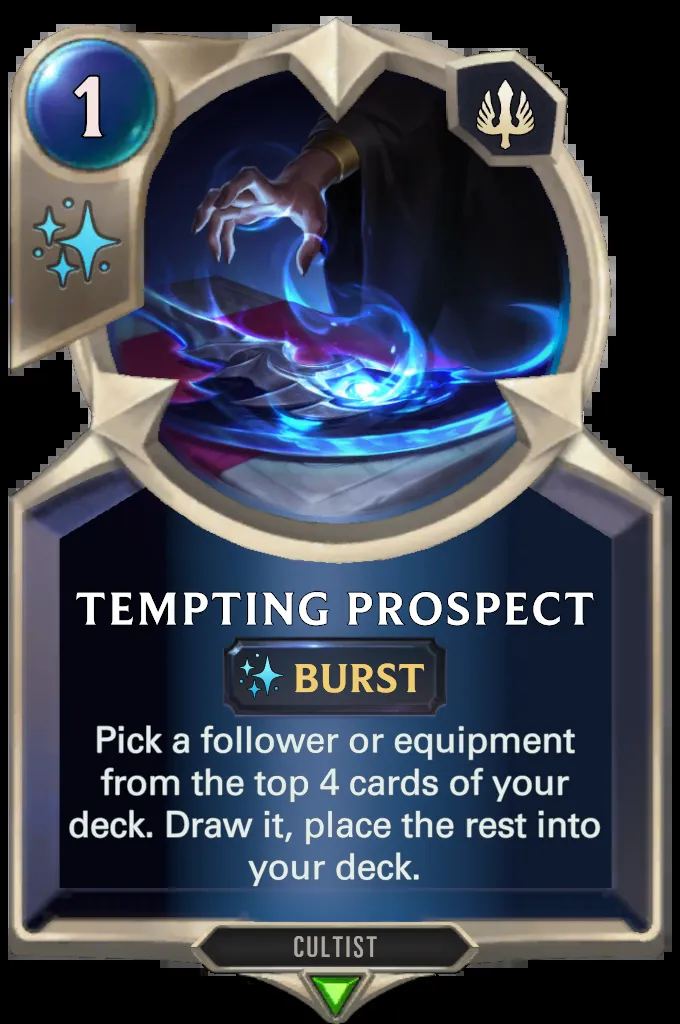 1
TEMPTING PROSPECT
BURST
Pick a follower or equipment
from the top 4 cards of your
deck. Draw it, place the rest into
your deck.
CULTIST